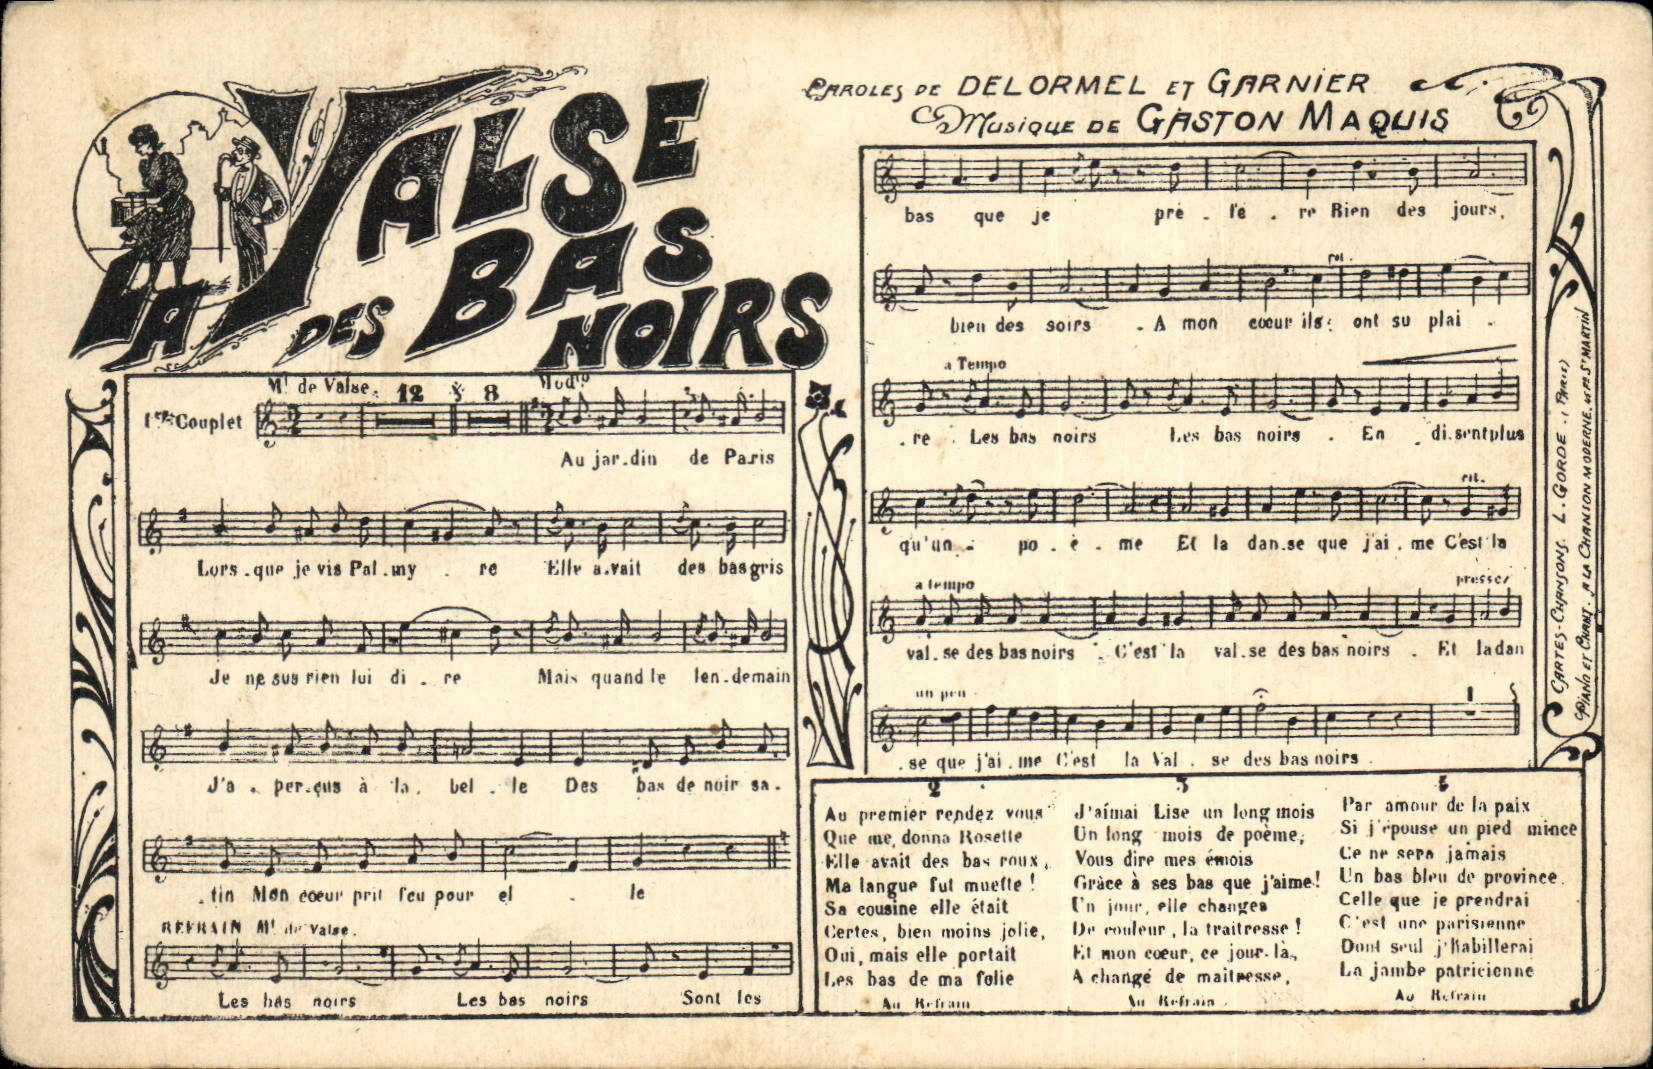 LA VALSE
DES BAS
NOIRS
PAROLES DE DELORMEL ET GARNIER
MUSIQUE DE GASTON MAQUIS
Mt de Valse. 12 8 Modto
1er Couplet
Au jar.din de Paris
Lors.que je vis Pal.my . re Elle a.vait des bas gris
Je ne sus rien lui di . re Mais quand le len.demain
J'a . per.çus à la . bel . le Des bas de noir sa.
.tin Mon cœur prit feu pour el . le
REFRAIN Mt de Valse.
Les bas noirs Les bas noirs Sont les
bas que je pré . fé . re Rien des jours,
bien des soirs . A mon cœur ils ont su plai .
rit.
a Tempo
. re . Les bas noirs Les bas noirs . En . di.sent plus
rit.
qu'un . po . è . me Et la dan.se que j'ai . me C'est la
a tempo presser
val.se des bas noirs . C'est la val.se des bas noirs . Et la dan
un peu 1
. se que j'ai . me C'est la Val . se des bas noirs .
2
Au premier rendez vous
Que me donna Rosette
Elle avait des bas roux,
Ma langue fut muette !
Sa cousine elle était
Certes, bien moins jolie,
Oui, mais elle portait
Les bas de ma folie
Au Refrain
3
J'aimai Lise un long mois
Un long mois de poème,
Vous dire mes émois
Grâce à ses bas que j'aime!
Un jour, elle changea
De couleur, la traitresse !
Et mon cœur, ce jour-là,
A changé de maitresse,
Au Refrain.
Par amour de la paix
Si j'épouse un pied mince
Ce ne sera jamais
Un bas bleu de province.
Celle que je prendrai
C'est une parisienne
Dont seul j'habillerai
La jambe patricienne
Au Refrain
CARTES-CHANSONS. L. GORDE . (PARIS)
PIANO ET CHANT . A LA CHANSON MODERNE. ST MARTIN